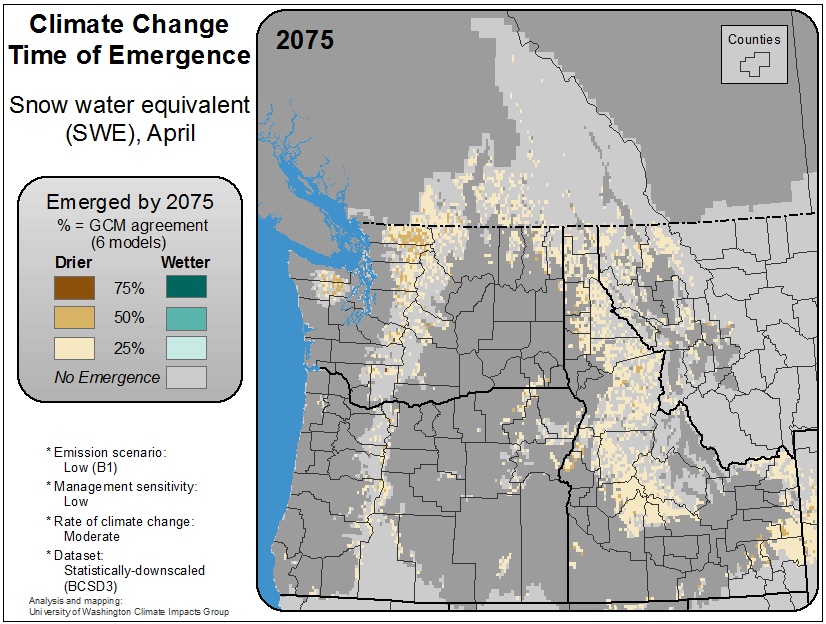 Climate Change
Time of Emergence
Snow water equivalent
(SWE), April
Emerged by 2075
% = GCM agreement
(6 models)
Drier Wetter
75%
50%
25%
No Emergence
* Emission scenario:
Low (B1)
* Management sensitivity:
Low
* Rate of climate change:
Moderate
* Dataset:
Statistically-downscaled
(BCSD3)
Analysis and mapping:
University of Washington Climate Impacts Group
2075
Counties